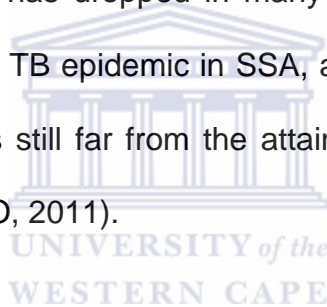 has dropped in many
TB epidemic in SSA, a
s still far from the attain
D, 2011).
UNIVERSITY of the
WESTERN CAPE